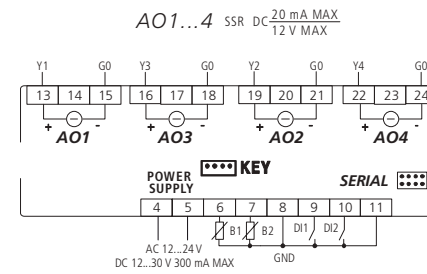 AO1...4 SSR DC 20 mA MAX
12 V MAX
Y1 G0 Y3 G0 Y2 G0 Y4 G0
13 14 15 16 17 18 19 20 21 22 23 24
+ - + - + - + -
AO1 AO3 AO2 AO4
KEY
POWER SUPPLY SERIAL
4 5 6 7 8 9 10 11
B1 B2 DI1 DI2
AC 12...24 V
DC 12...30 V 300 mA MAX
GND